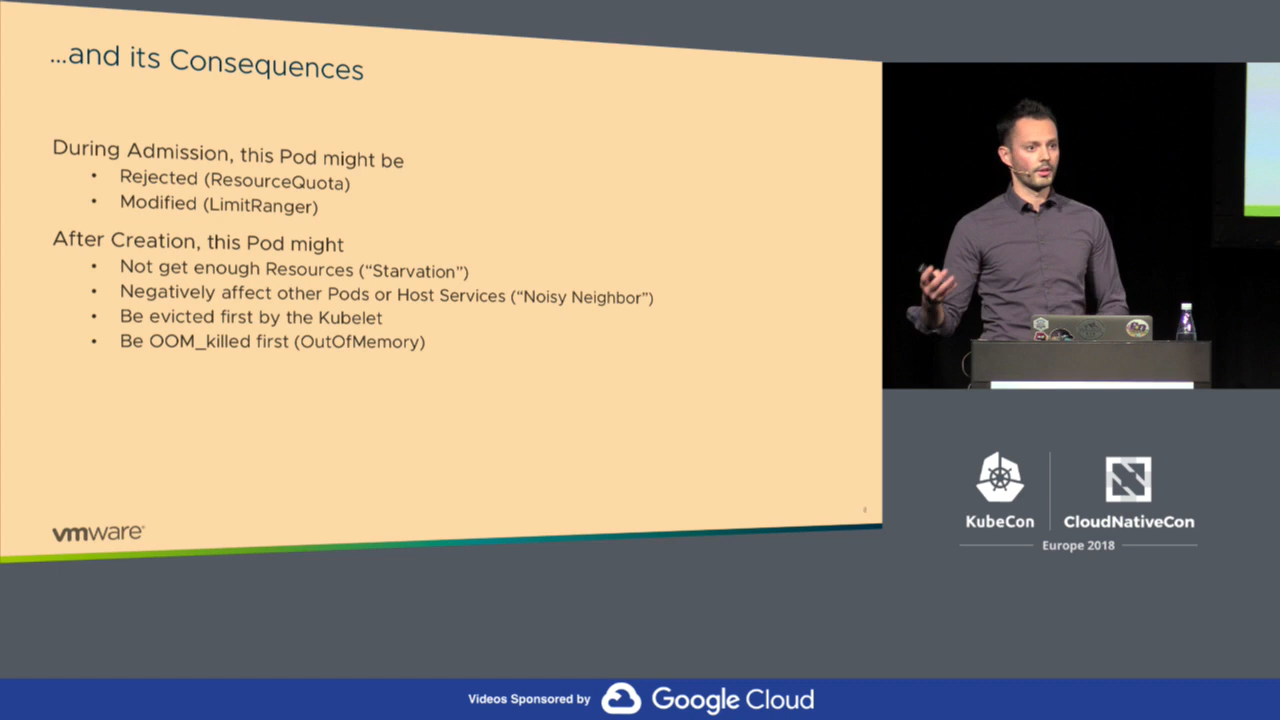 ...and its Consequences
During Admission, this Pod might be
• Rejected (ResourceQuota)
• Modified (LimitRanger)
After Creation, this Pod might
• Not get enough Resources (“Starvation”)
• Negatively affect other Pods or Host Services (“Noisy Neighbor”)
• Be evicted first by the Kubelet
• Be OOM_killed first (OutOfMemory)
8
vmware®
KubeCon
CloudNativeCon
Europe 2018
Videos Sponsored by Google Cloud